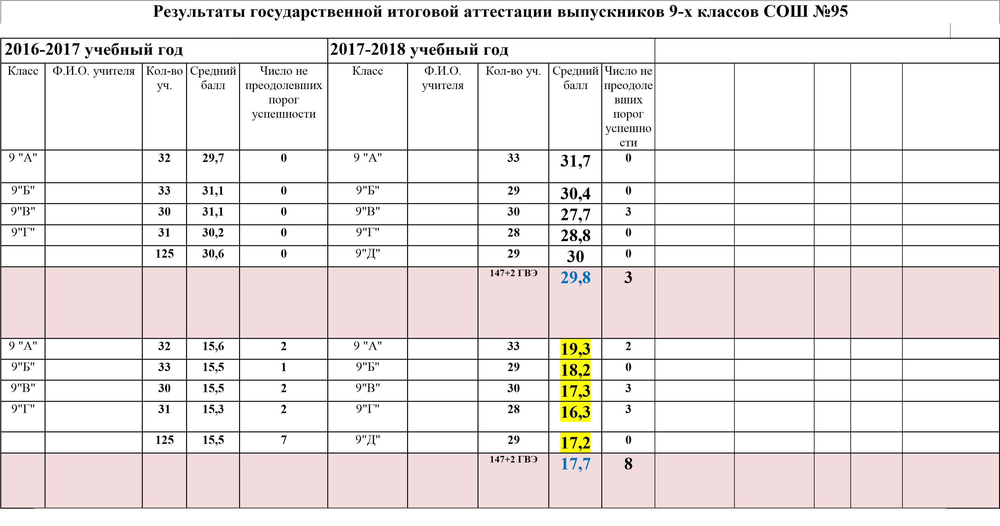 Результаты государственной итоговой аттестации выпускников 9-х классов СОШ №95
2016-2017 учебный год 2017-2018 учебный год
Класс Ф.И.О. учителя Кол-во Средний Число не Класс Ф.И.О. Кол-во уч. Средний Число не
уч. балл преодолевших учителя балл преодоле
порог вших
успешности порог
успешно
сти
9 "А" 32 29,7 0 9 "А" 33 31,7 0
9"Б" 33 31,1 0 9"Б" 29 30,4 0
9"В" 30 31,1 0 9"В" 30 27,7 3
9"Г" 31 30,2 0 9"Г" 28 28,8 0
125 30,6 0 9"Д" 29 30 0
147+2 ГВЭ 29,8 3
9 "А" 32 15,6 2 9 "А" 33 19,3 2
9"Б" 33 15,5 1 9"Б" 29 18,2 0
9"В" 30 15,5 2 9"В" 30 17,3 3
9"Г" 31 15,3 2 9"Г" 28 16,3 3
125 15,5 7 9"Д" 29 17,2 0
147+2 ГВЭ 17,7 8